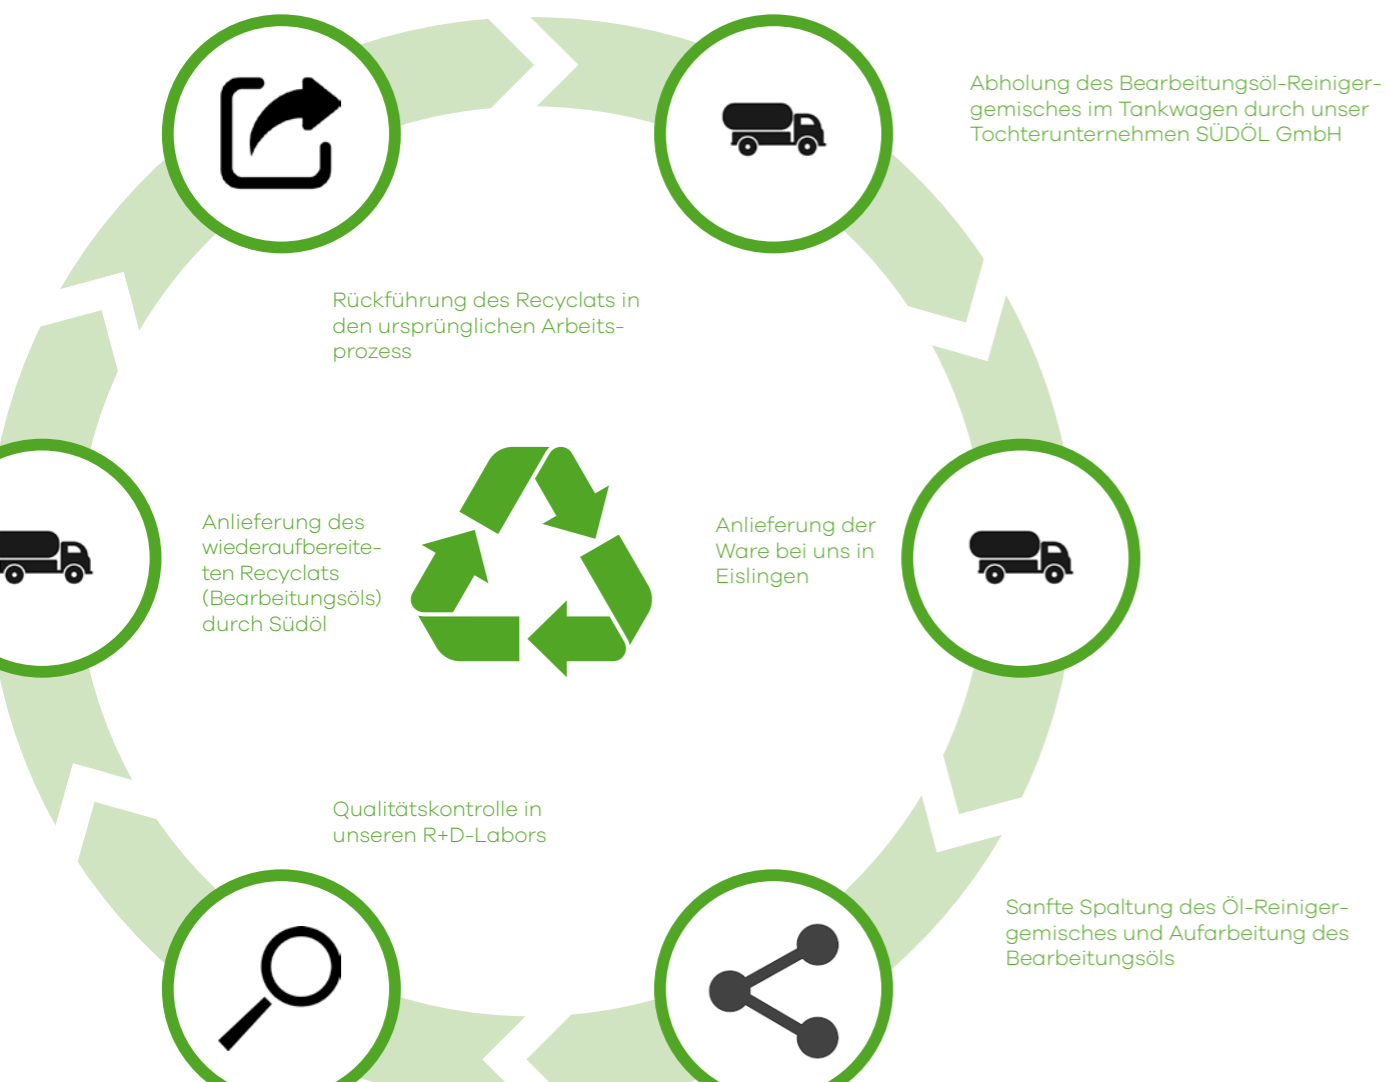 Abholung des Bearbeitungsöl-Reiniger-
gemisches im Tankwagen durch unser
Tochterunternehmen SÜDÖL GmbH
Rückführung des Recyclats in
den ursprünglichen Arbeits-
prozess
Anlieferung des
wiederaufbereite-
ten Recyclats
(Bearbeitungsöls)
durch Südöl
Anlieferung der
Ware bei uns in
Eislingen
Qualitätskontrolle in
unseren R+D-Labors
Sanfte Spaltung des Öl-Reiniger-
gemisches und Aufarbeitung des
Bearbeitungsöls